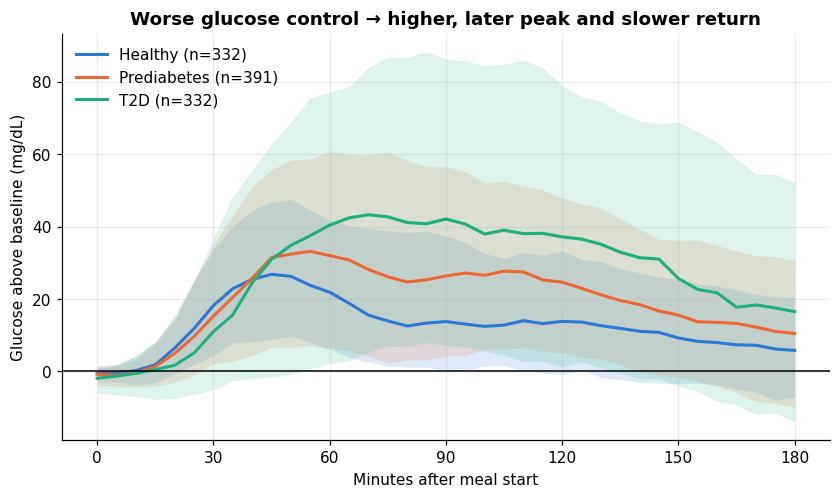 Worse glucose control → higher, later peak and slower return
Healthy (n=332)
Prediabetes (n=391)
T2D (n=332)
Glucose above baseline (mg/dL)
80
60
40
20
0
0 30 60 90 120 150 180
Minutes after meal start